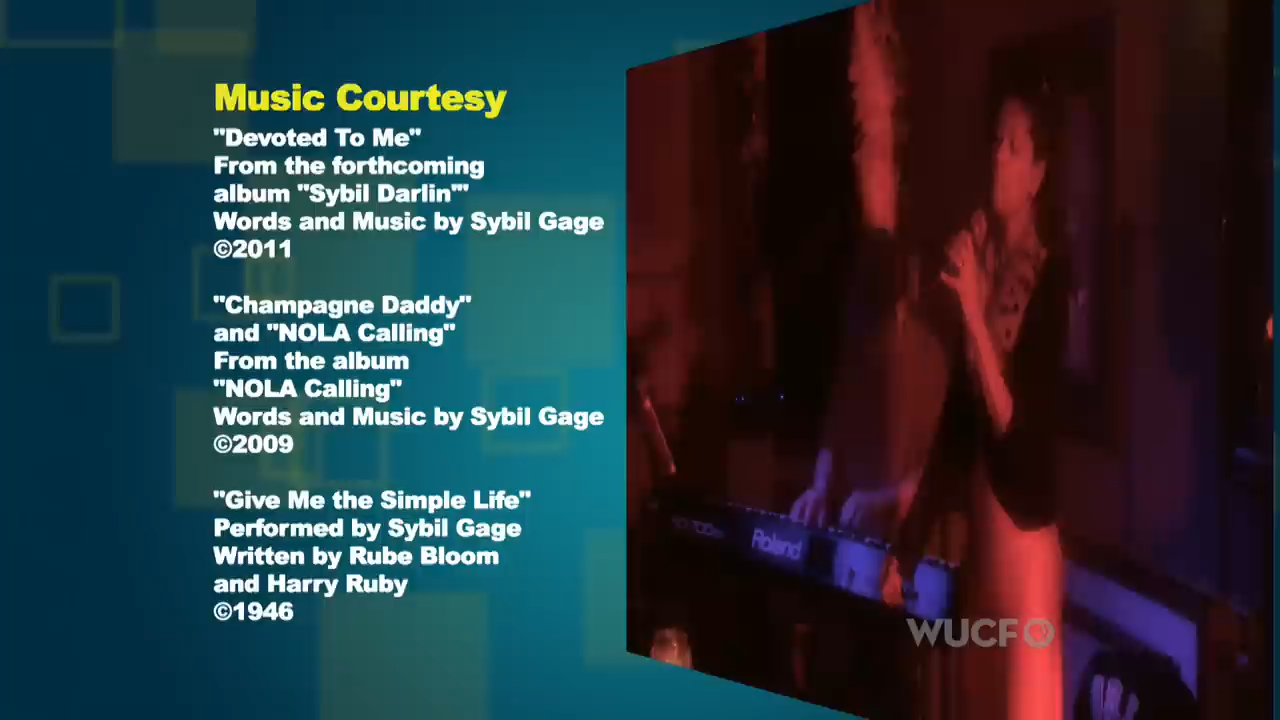 Music Courtesy
"Devoted To Me"
From the forthcoming
album "Sybil Darlin'"
Words and Music by Sybil Gage
©2011
"Champagne Daddy"
and "NOLA Calling"
From the album
"NOLA Calling"
Words and Music by Sybil Gage
©2009
"Give Me the Simple Life"
Performed by Sybil Gage
Written by Rube Bloom
and Harry Ruby
©1946
Roland
WUCF